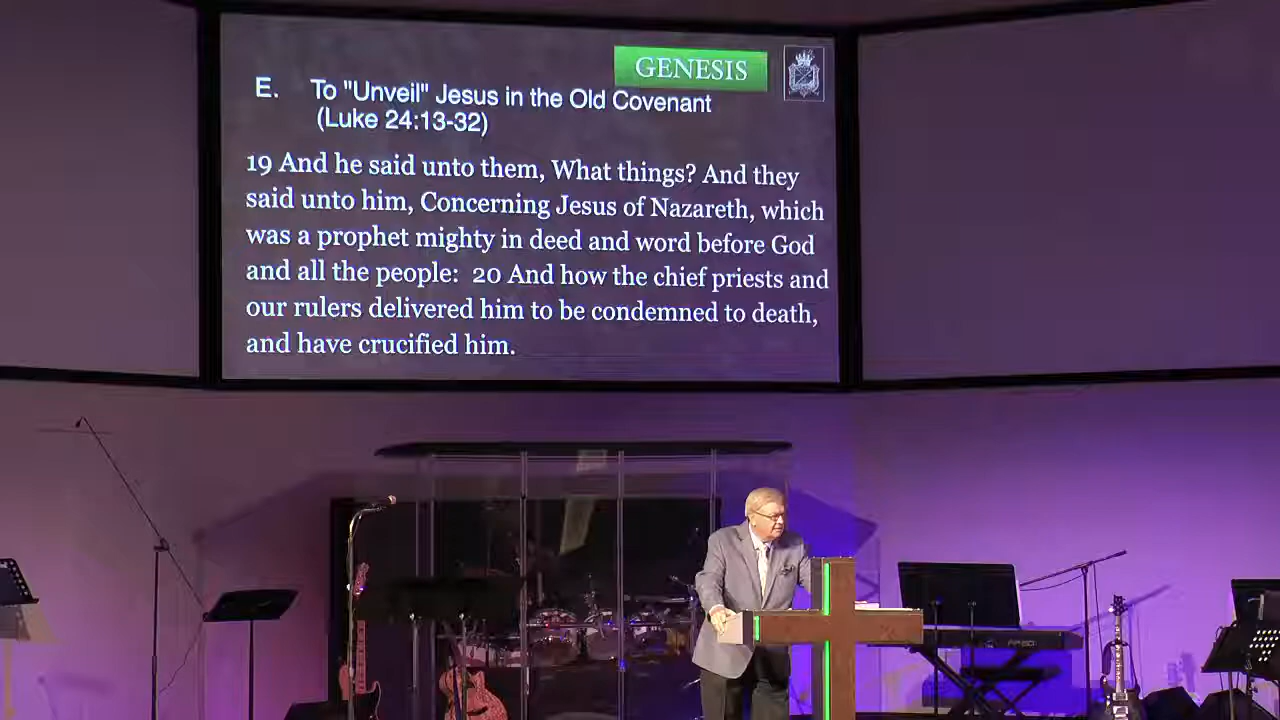 GENESIS
E. To "Unveil" Jesus in the Old Covenant
(Luke 24:13-32)
19 And he said unto them, What things? And they
said unto him, Concerning Jesus of Nazareth, which
was a prophet mighty in deed and word before God
and all the people: 20 And how the chief priests and
our rulers delivered him to be condemned to death,
and have crucified him.